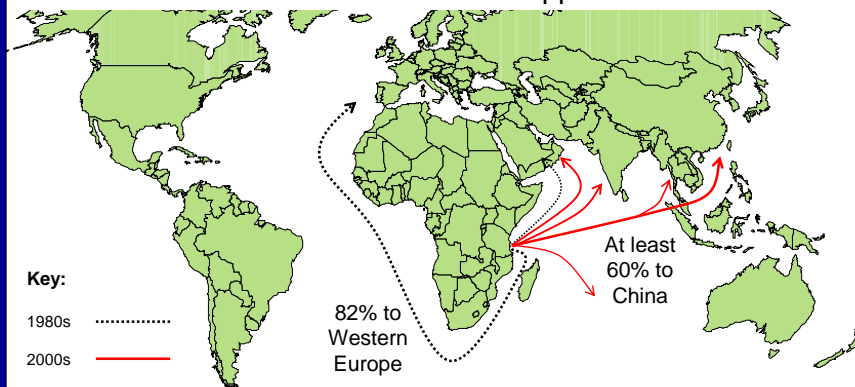 Key:
1980s
2000s
82% to
Western
Europe
At least
60% to
China